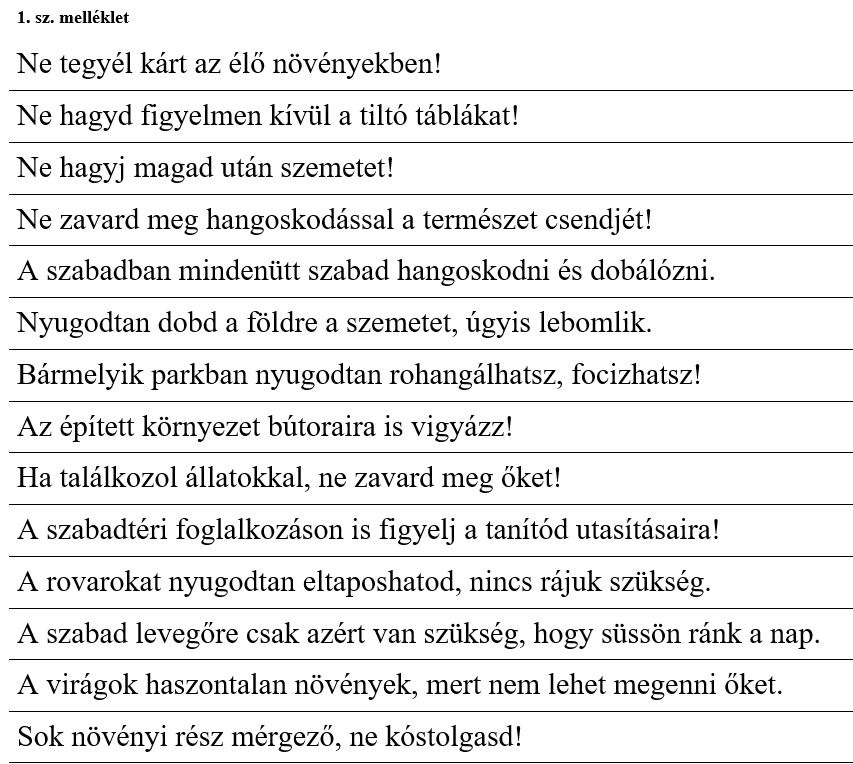 1. sz. melléklet
Ne tegyél kárt az élő növényekben!
Ne hagyd figyelmen kívül a tiltó táblákat!
Ne hagyj magad után szemetet!
Ne zavard meg hangoskodással a természet csendjét!
A szabadban mindenütt szabad hangoskodni és dobálózni.
Nyugodtan dobd a földre a szemetet, úgyis lebomlik.
Bármelyik parkban nyugodtan rohangálhatsz, focizhatsz!
Az épített környezet bútoraira is vigyázz!
Ha találkozol állatokkal, ne zavard meg őket!
A szabadtéri foglalkozáson is figyelj a tanítód utasításaira!
A rovarokat nyugodtan eltaposhatod, nincs rájuk szükség.
A szabad levegőre csak azért van szükség, hogy süssön ránk a nap.
A virágok haszontalan növények, mert nem lehet megenni őket.
Sok növényi rész mérgező, ne kóstolgasd!